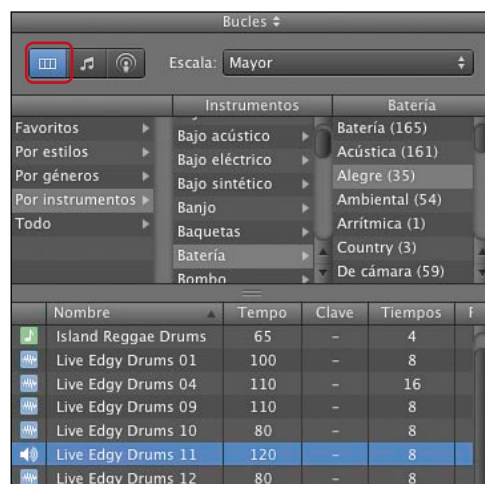 Bucles
Escala: Mayor
Instrumentos Batería
Favoritos
Por estilos
Por géneros
Por instrumentos
Todo
Bajo acústico
Bajo eléctrico
Bajo sintético
Banjo
Baquetas
Batería
Bombo
Batería (165)
Acústica (161)
Alegre (35)
Ambiental (54)
Arrítmica (1)
Country (3)
De cámara (59)
Nombre Tempo Clave Tiempos
Island Reggae Drums 65 – 4
Live Edgy Drums 01 100 – 8
Live Edgy Drums 04 110 – 16
Live Edgy Drums 09 110 – 8
Live Edgy Drums 10 80 – 8
Live Edgy Drums 11 120 – 8
Live Edgy Drums 12 80 – 8